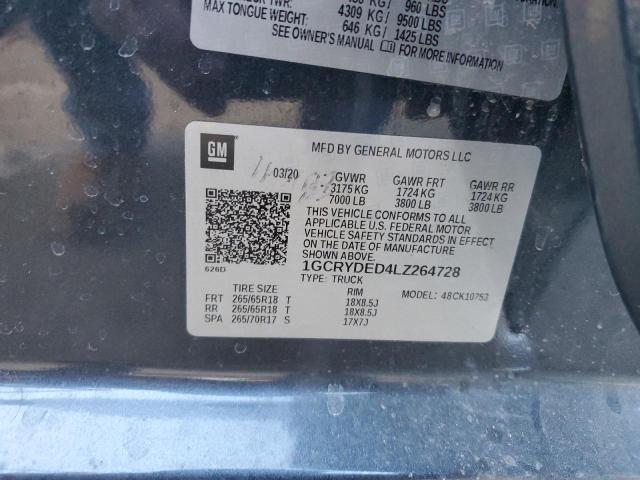 960 LBS
4309 KG / 9500 LBS
MAX TONGUE WEIGHT: 646 KG / 1425 LBS
SEE OWNER'S MANUAL FOR MORE INFORMATION
GM
MFD BY GENERAL MOTORS LLC
03/20 GVWR GAWR FRT GAWR RR
3175 KG 1724 KG 1724 KG
7000 LB 3800 LB 3800 LB
THIS VEHICLE CONFORMS TO ALL
APPLICABLE U.S. FEDERAL MOTOR
VEHICLE SAFETY STANDARDS IN EFFECT
ON THE DATE OF MANUFACTURE
SHOWN ABOVE.
626D
1GCRYDED4LZ264728
TYPE: TRUCK
MODEL: 48CK10753
TIRE SIZE RIM
FRT 265/65R18 T 18X8.5J
RR 265/65R18 T 18X8.5J
SPA 265/70R17 S 17X7J